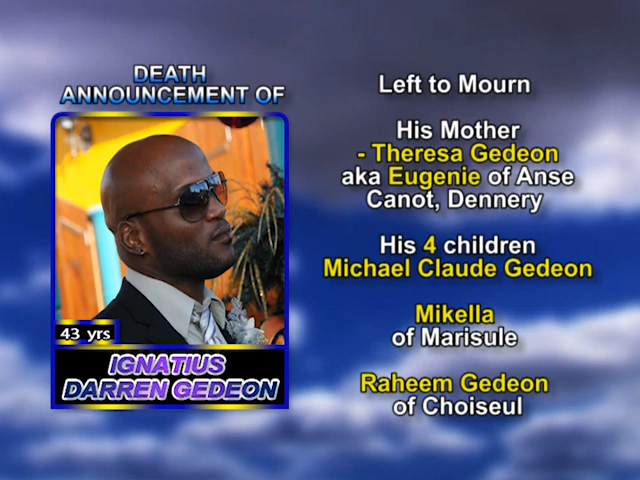 DEATH
ANNOUNCEMENT OF
43 yrs
IGNATIUS
DARREN GEDEON
Left to Mourn
His Mother
- Theresa Gedeon
aka Eugenie of Anse
Canot, Dennery
His 4 children
Michael Claude Gedeon
Mikella
of Marisule
Raheem Gedeon
of Choiseul